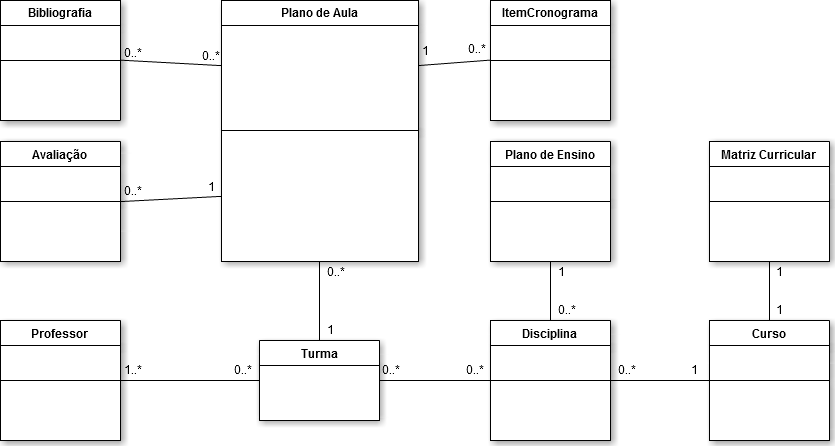 Bibliografia
Plano de Aula
ItemCronograma
0..*
0..*
1
0..*
Avaliação
Plano de Ensino
Matriz Curricular
0..*
1
0..*
1
1
1
0..*
1
Professor
Turma
Disciplina
Curso
1..*
0..*
0..*
0..*
0..*
1